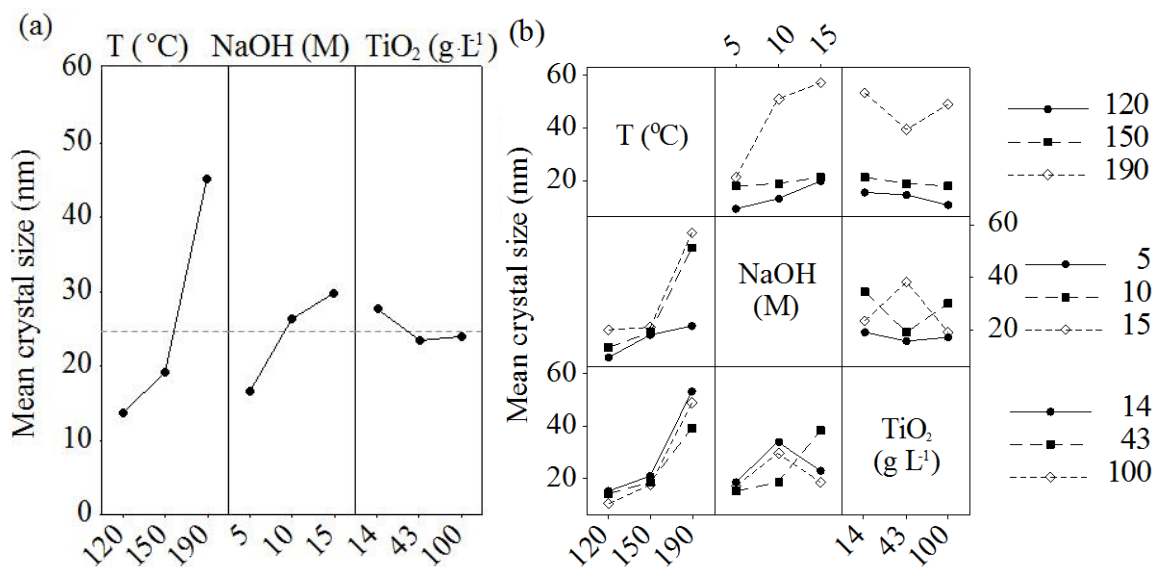 (a)
T (°C) NaOH (M) TiO₂ (g·L⁻¹)
Mean crystal size (nm)
60
50
40
30
20
10
0
120 150 190 5 10 15 14 43 100
(b)
5 10 15
Mean crystal size (nm)
60
40
20
T (°C)
120
150
190
NaOH
(M)
60
40
20
5
10
15
60
40
20
TiO₂
(g L⁻¹)
14
43
100
120 150 190 14 43 100